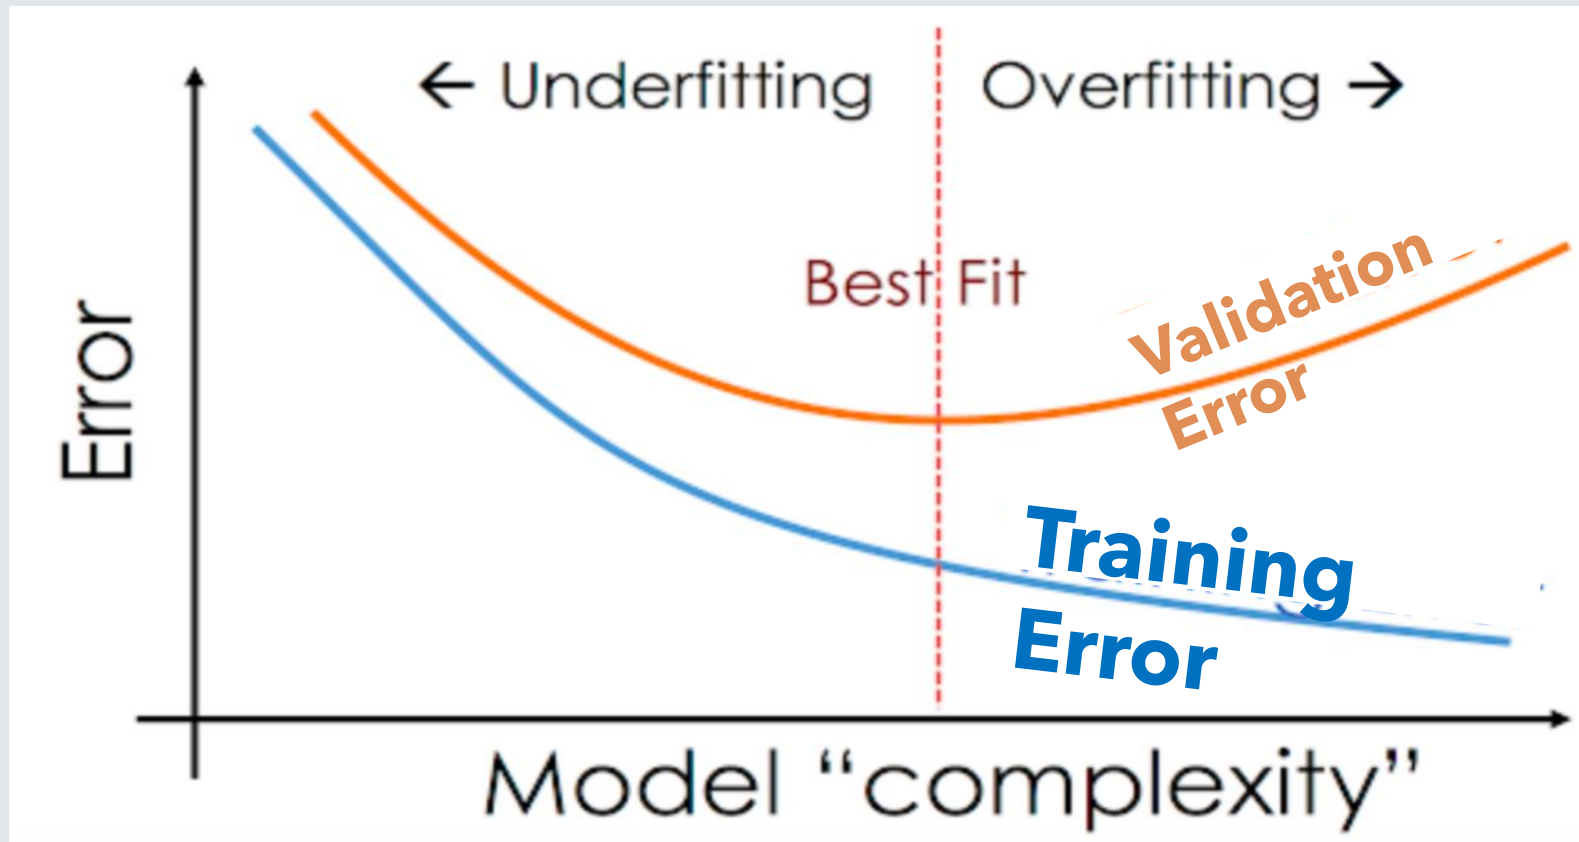 ← Underfitting
Overfitting →
Best Fit
Validation
Error
Training
Error
Error
Model “complexity”